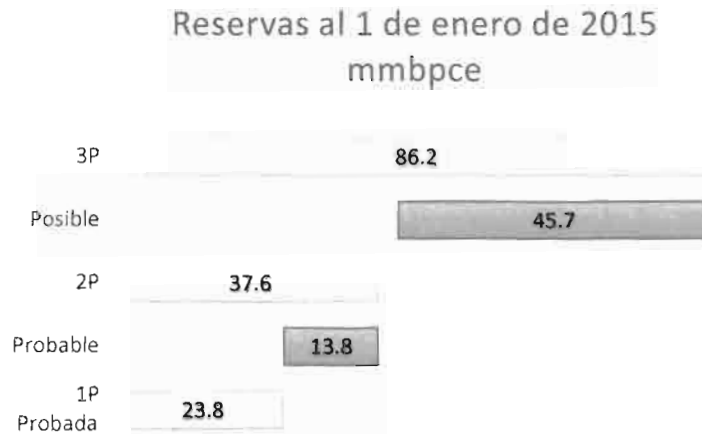 Reservas al 1 de enero de 2015
mmbpce
3P 86.2
Posible 45.7
2P 37.6
Probable 13.8
1P
Probada 23.8